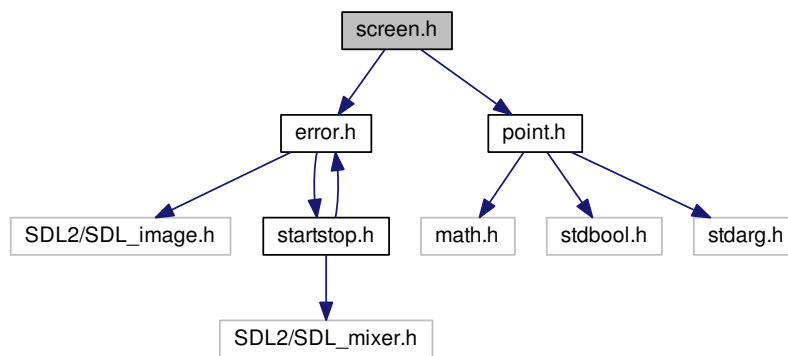 screen.h
error.h
point.h
SDL2/SDL_image.h
startstop.h
math.h
stdbool.h
stdarg.h
SDL2/SDL_mixer.h